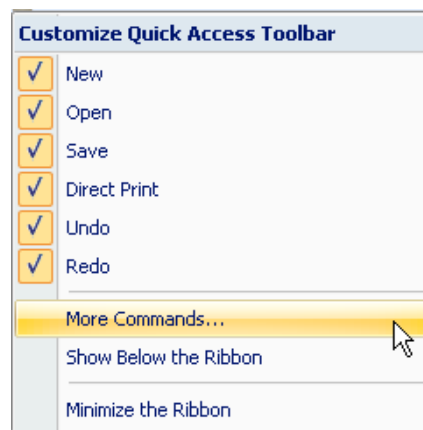 Customize Quick Access Toolbar
New
Open
Save
Direct Print
Undo
Redo
More Commands...
Show Below the Ribbon
Minimize the Ribbon